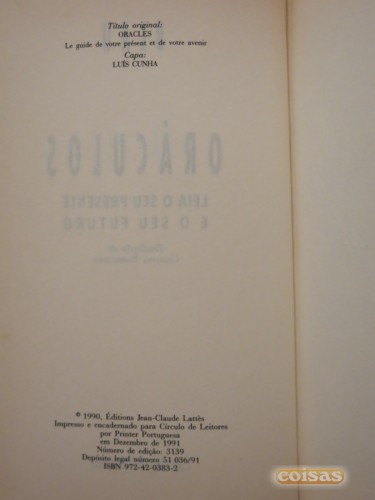 Título original:
ORACLES
Le guide de votre présent et de votre avenir
Capa:
LUÍS CUNHA
ORÁCULOS
LEIA O SEU PRESENTE
E O SEU FUTURO
© 1990, Éditions Jean-Claude Lattès
Impresso e encadernado para Círculo de Leitores
por Printer Portuguesa
em Dezembro de 1991
Número de edição: 3139
Depósito legal número 51 036/91
ISBN 972-42-0383-2
coisas